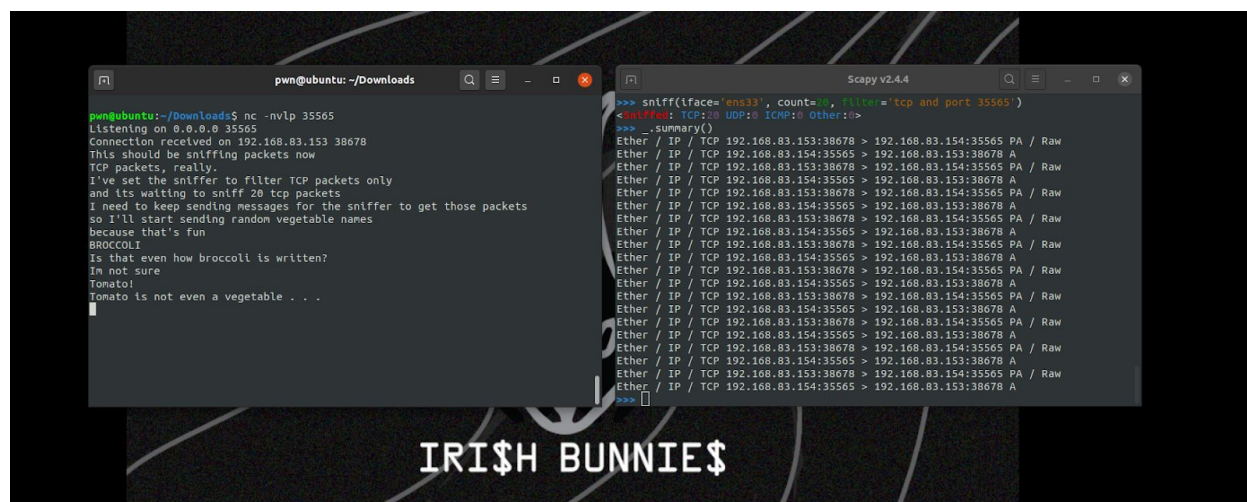 pwn@ubuntu: ~/Downloads
pwn@ubuntu:~/Downloads$ nc -nvlp 35565
Listening on 0.0.0.0 35565
Connection received on 192.168.83.153 38678
This should be sniffing packets now
TCP packets, really.
I've set the sniffer to filter TCP packets only
and its waiting to sniff 20 tcp packets
I need to keep sending messages for the sniffer to get those packets
so I'll start sending random vegetable names
because that's fun
BROCCOLI
Is that even how broccoli is written?
Im not sure
Tomato!
Tomato is not even a vegetable . . .
Scapy v2.4.4
>>> sniff(iface='ens33', count=20, filter='tcp and port 35565')
<Sniffed: TCP:20 UDP:0 ICMP:0 Other:0>
>>> _.summary()
Ether / IP / TCP 192.168.83.153:38678 > 192.168.83.154:35565 PA / Raw
Ether / IP / TCP 192.168.83.154:35565 > 192.168.83.153:38678 A
Ether / IP / TCP 192.168.83.153:38678 > 192.168.83.154:35565 PA / Raw
Ether / IP / TCP 192.168.83.154:35565 > 192.168.83.153:38678 A
Ether / IP / TCP 192.168.83.153:38678 > 192.168.83.154:35565 PA / Raw
Ether / IP / TCP 192.168.83.154:35565 > 192.168.83.153:38678 A
Ether / IP / TCP 192.168.83.153:38678 > 192.168.83.154:35565 PA / Raw
Ether / IP / TCP 192.168.83.154:35565 > 192.168.83.153:38678 A
Ether / IP / TCP 192.168.83.153:38678 > 192.168.83.154:35565 PA / Raw
Ether / IP / TCP 192.168.83.154:35565 > 192.168.83.153:38678 A
Ether / IP / TCP 192.168.83.153:38678 > 192.168.83.154:35565 PA / Raw
Ether / IP / TCP 192.168.83.154:35565 > 192.168.83.153:38678 A
Ether / IP / TCP 192.168.83.153:38678 > 192.168.83.154:35565 PA / Raw
Ether / IP / TCP 192.168.83.154:35565 > 192.168.83.153:38678 A
Ether / IP / TCP 192.168.83.153:38678 > 192.168.83.154:35565 PA / Raw
Ether / IP / TCP 192.168.83.154:35565 > 192.168.83.153:38678 A
Ether / IP / TCP 192.168.83.153:38678 > 192.168.83.154:35565 PA / Raw
Ether / IP / TCP 192.168.83.154:35565 > 192.168.83.153:38678 A
Ether / IP / TCP 192.168.83.153:38678 > 192.168.83.154:35565 PA / Raw
Ether / IP / TCP 192.168.83.154:35565 > 192.168.83.153:38678 A
>>>
IRI$H BUNNIE$